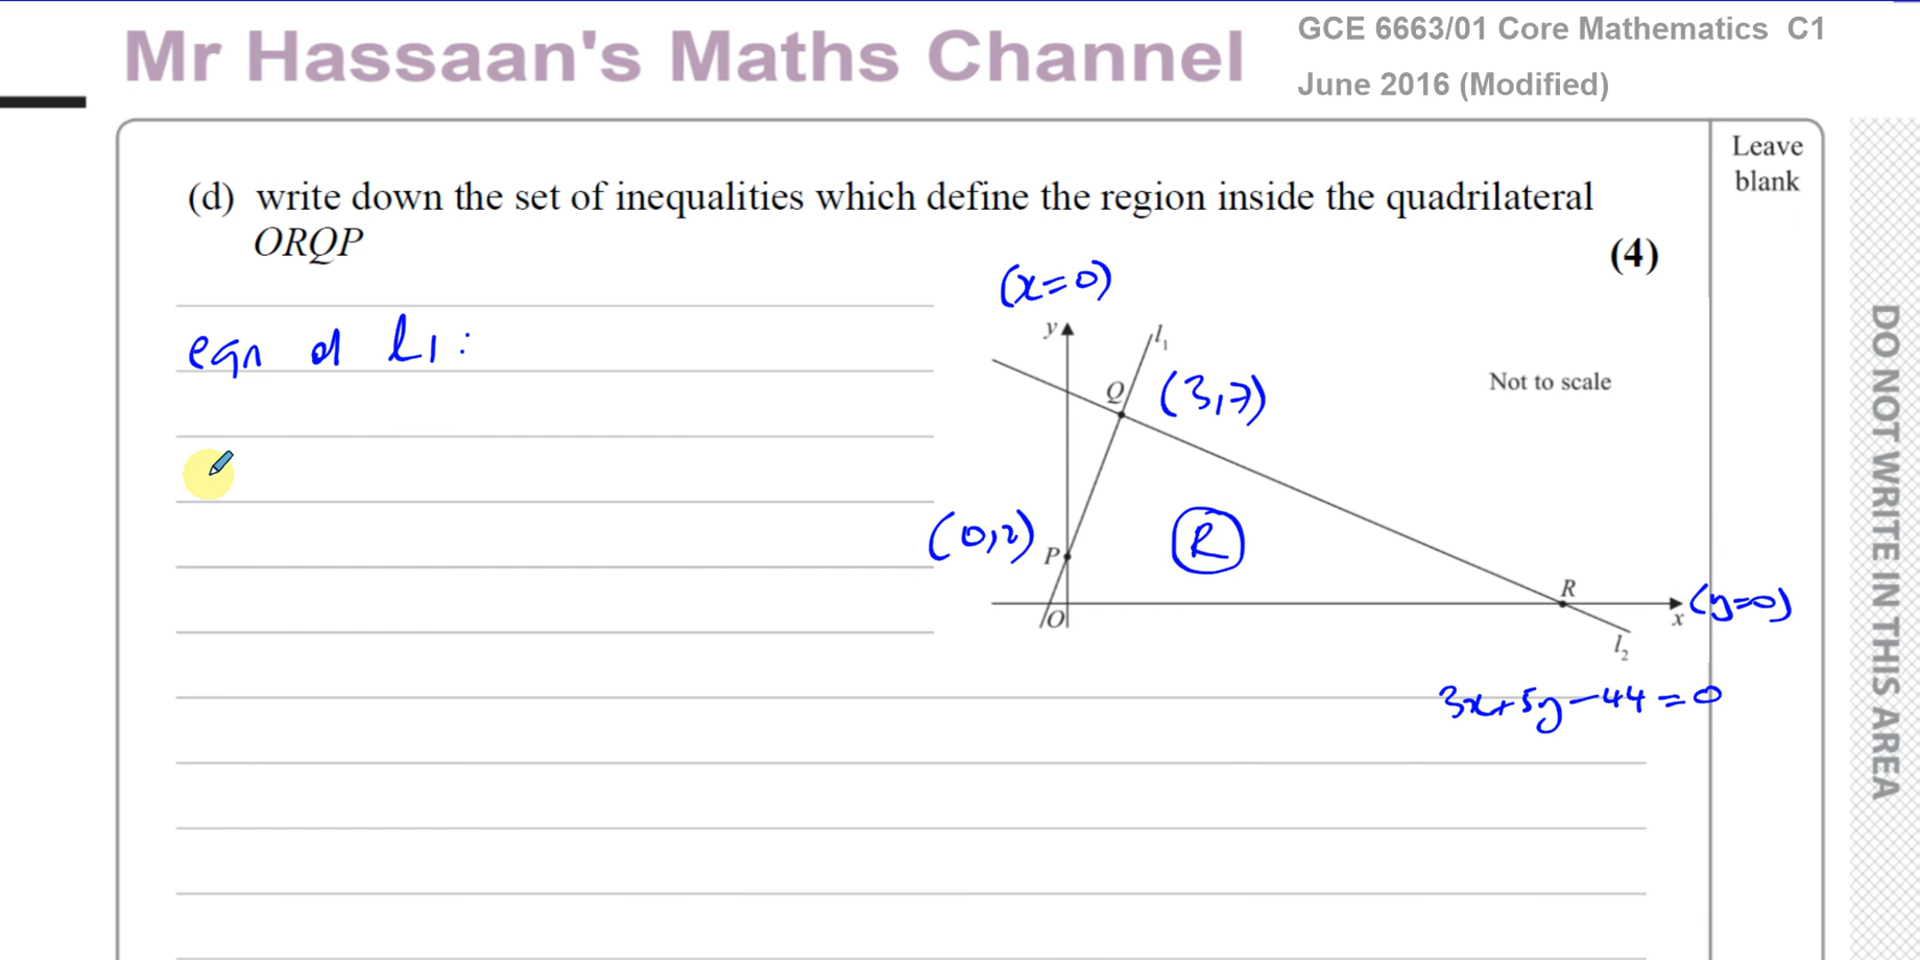 Mr Hassaan's Maths Channel
GCE 6663/01 Core Mathematics C1
June 2016 (Modified)
Leave
blank
(d) write down the set of inequalities which define the region inside the quadrilateral
ORQP
(4)
(x=0)
eqn of l1:
y
l1
Not to scale
Q
(3,7)
(0,2)
P
R
R
(y=0)
O
x
l2
3x+5y-44=0
DO NOT WRITE IN THIS AREA